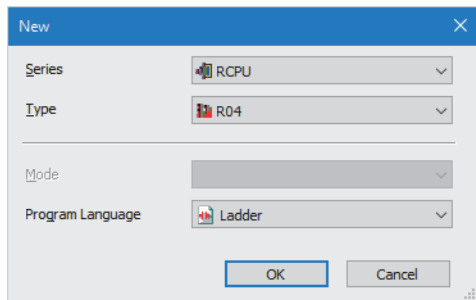 New
Series RCPU
Type R04
Mode
Program Language Ladder
OK Cancel